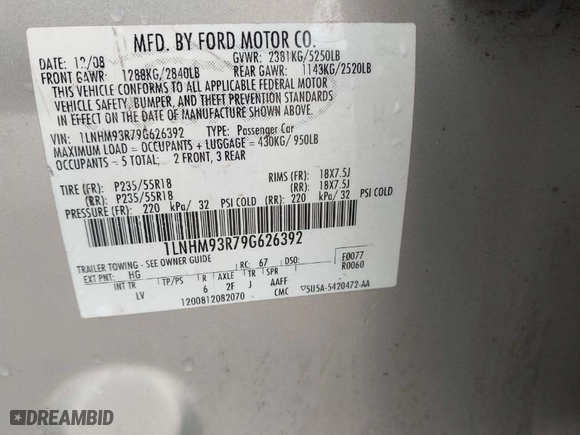 MFD. BY FORD MOTOR CO.
DATE: 12/08 GVWR: 2381KG/5250LB
FRONT GAWR: 1288KG/2840LB REAR GAWR: 1143KG/2520LB
THIS VEHICLE CONFORMS TO ALL APPLICABLE FEDERAL MOTOR
VEHICLE SAFETY, BUMPER, AND THEFT PREVENTION STANDARDS
IN EFFECT ON THE DATE OF MANUFACTURE SHOWN ABOVE.
VIN: 1LNHM93R79G626392 TYPE: Passenger Car
MAXIMUM LOAD = OCCUPANTS + LUGGAGE = 430KG/950LB
OCCUPANTS = 5 TOTAL: 2 FRONT, 3 REAR
TIRE (FR): P235/55R18 RIMS (FR): 18X7.5J
(RR): P235/55R18 (RR): 18X7.5J
PRESSURE (FR): 220 kPa/ 32 PSI COLD (RR): 220 kPa/ 32 PSI COLD
1LNHM93R79G626392
TRAILER TOWING - SEE OWNER GUIDE
EXT PNT: HG RC: 67 DSO: F0077
R0060
INT TR TP/PS R AXLE TR SPR
LV 6 2F J AAFF
CMC
1200812082070 ▽5U5A-5420472-AA
DREAMBID